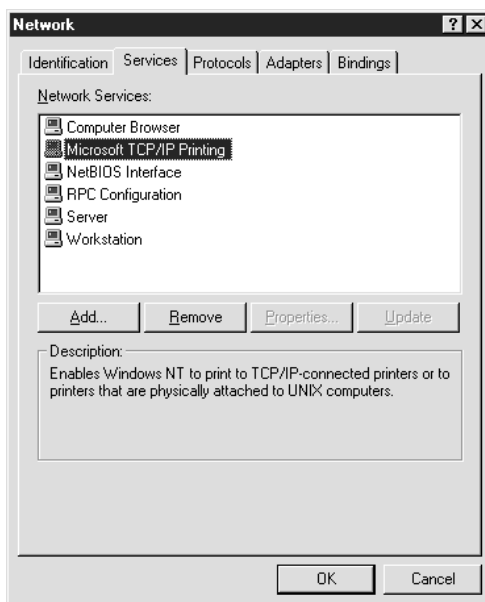 Network
Identification Services Protocols Adapters Bindings
Network Services:
Computer Browser
Microsoft TCP/IP Printing
NetBIOS Interface
RPC Configuration
Server
Workstation
Add... Remove Properties... Update
Description:
Enables Windows NT to print to TCP/IP-connected printers or to
printers that are physically attached to UNIX computers.
OK Cancel